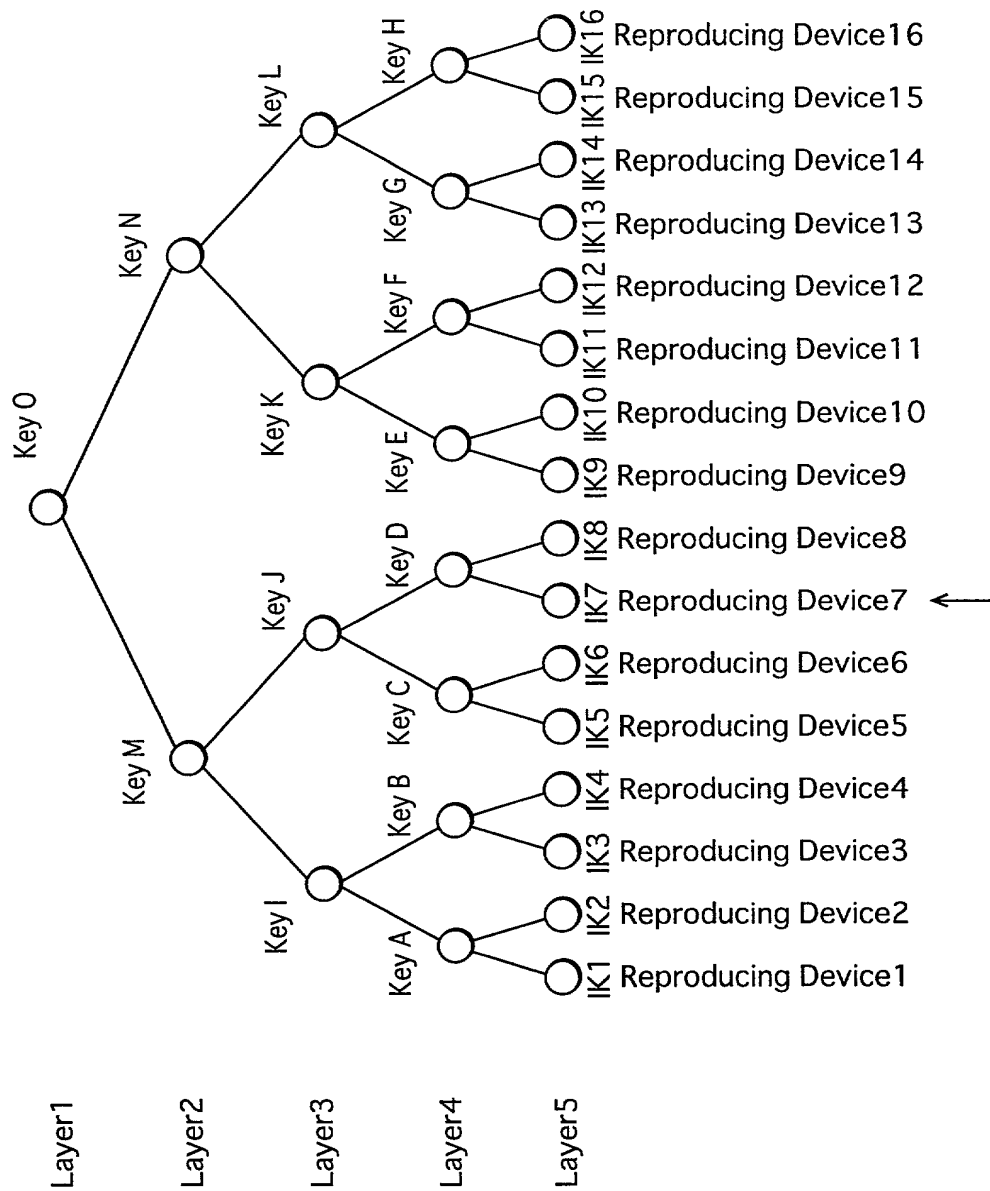 Layer1
Key O
Layer2
Key M
Key N
Layer3
Key I
Key J
Key K
Key L
Layer4
Key A
Key B
Key C
Key D
Key E
Key F
Key G
Key H
Layer5
IK1
IK2
IK3
IK4
IK5
IK6
IK7
IK8
IK9
IK10
IK11
IK12
IK13
IK14
IK15
IK16
Reproducing Device1
Reproducing Device2
Reproducing Device3
Reproducing Device4
Reproducing Device5
Reproducing Device6
Reproducing Device7
Reproducing Device8
Reproducing Device9
Reproducing Device10
Reproducing Device11
Reproducing Device12
Reproducing Device13
Reproducing Device14
Reproducing Device15
Reproducing Device16